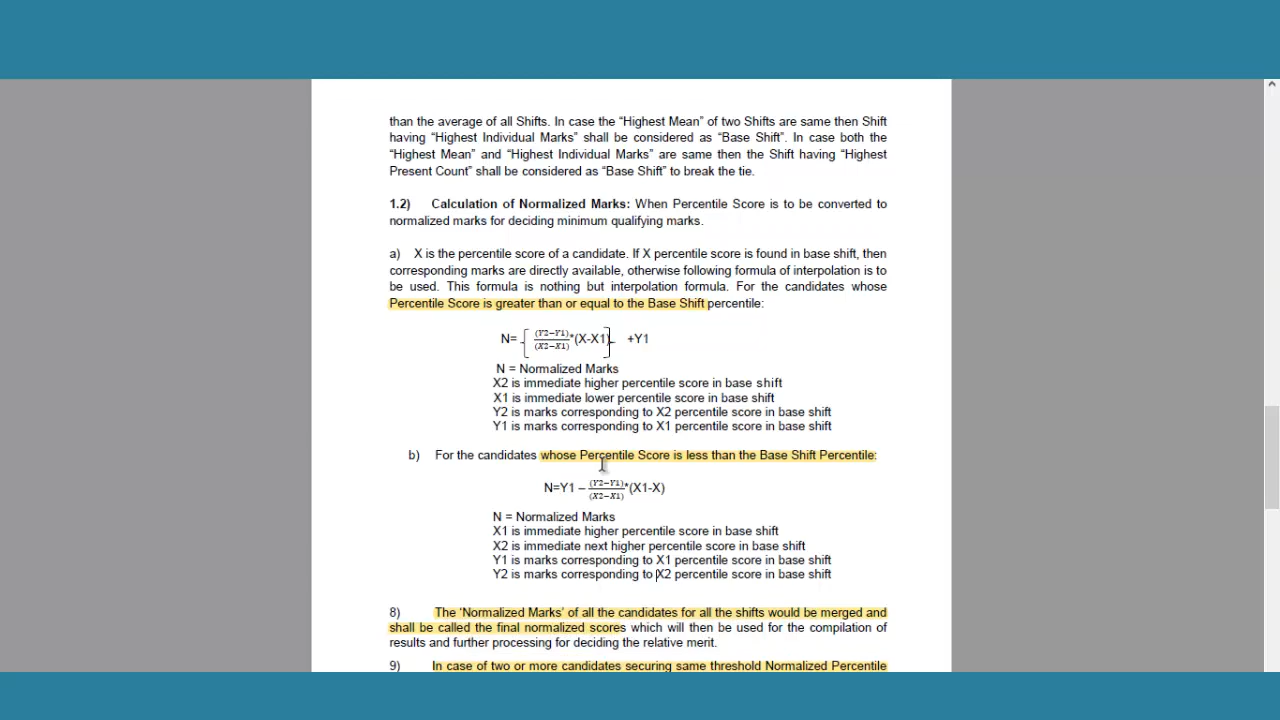 than the average of all Shifts. In case the “Highest Mean” of two Shifts are same then Shift
having “Highest Individual Marks” shall be considered as “Base Shift”. In case both the
“Highest Mean” and “Highest Individual Marks” are same then the Shift having “Highest
Present Count” shall be considered as “Base Shift” to break the tie.
1.2) Calculation of Normalized Marks: When Percentile Score is to be converted to
normalized marks for deciding minimum qualifying marks.
a) X is the percentile score of a candidate. If X percentile score is found in base shift, then
corresponding marks are directly available, otherwise following formula of interpolation is to
be used. This formula is nothing but interpolation formula. For the candidates whose
Percentile Score is greater than or equal to the Base Shift percentile:
N= [ (Y2−Y1)/(X2−X1) *(X-X1) ] +Y1
N = Normalized Marks
X2 is immediate higher percentile score in base shift
X1 is immediate lower percentile score in base shift
Y2 is marks corresponding to X2 percentile score in base shift
Y1 is marks corresponding to X1 percentile score in base shift
b) For the candidates whose Percentile Score is less than the Base Shift Percentile:
N=Y1 – (Y2−Y1)/(X2−X1) *(X1-X)
N = Normalized Marks
X1 is immediate higher percentile score in base shift
X2 is immediate next higher percentile score in base shift
Y1 is marks corresponding to X1 percentile score in base shift
Y2 is marks corresponding to X2 percentile score in base shift
8) The ‘Normalized Marks’ of all the candidates for all the shifts would be merged and
shall be called the final normalized scores which will then be used for the compilation of
results and further processing for deciding the relative merit.
9) In case of two or more candidates securing same threshold Normalized Percentile